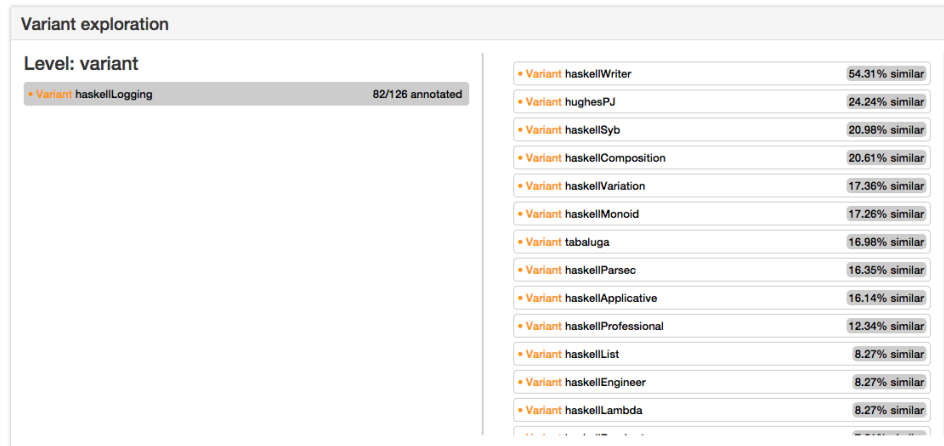 Variant exploration
Level: variant
• Variant haskellLogging 82/126 annotated
• Variant haskellWriter 54.31% similar
• Variant hughesPJ 24.24% similar
• Variant haskellSyb 20.98% similar
• Variant haskellComposition 20.61% similar
• Variant haskellVariation 17.36% similar
• Variant haskellMonoid 17.26% similar
• Variant tabaluga 16.98% similar
• Variant haskellParsec 16.35% similar
• Variant haskellApplicative 16.14% similar
• Variant haskellProfessional 12.34% similar
• Variant haskellList 8.27% similar
• Variant haskellEngineer 8.27% similar
• Variant haskellLambda 8.27% similar